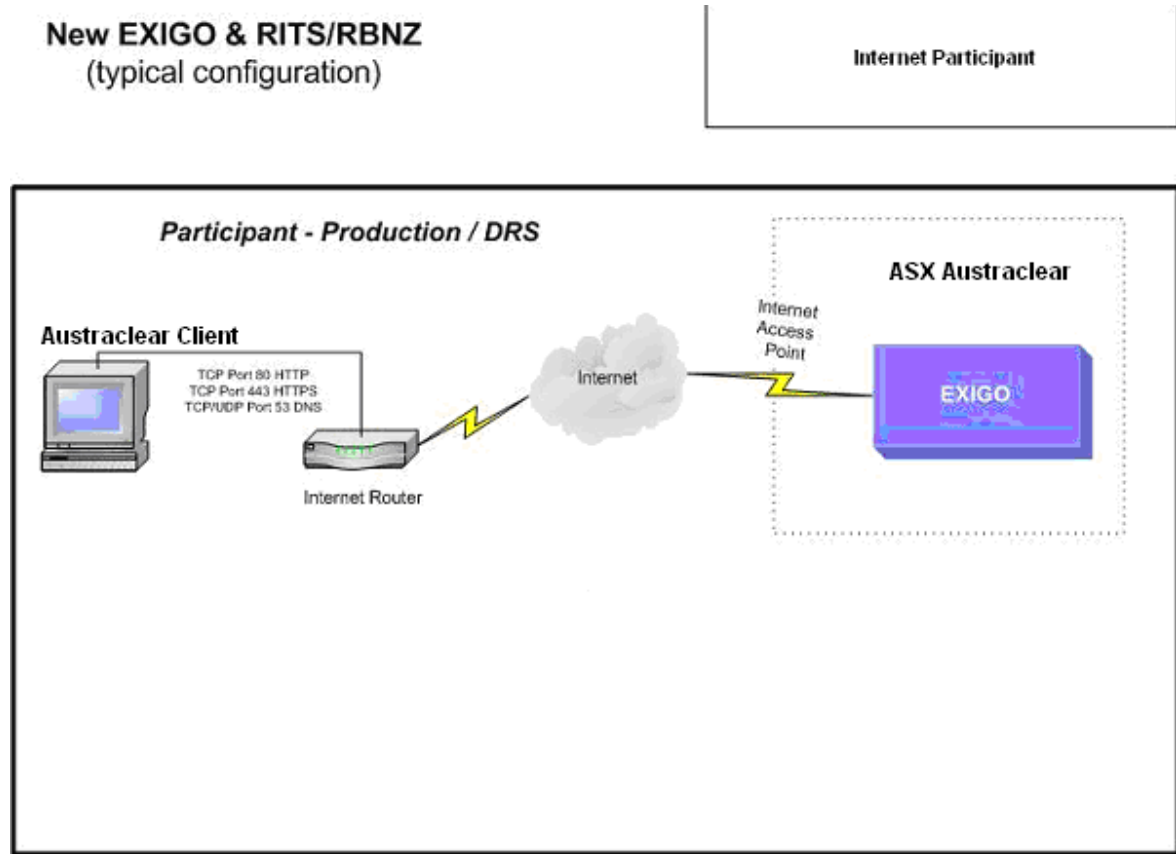 New EXIGO & RITS/RBNZ
(typical configuration)
Internet Participant
Participant - Production / DRS
ASX Austraclear
Internet
Access
Point
Austraclear Client
TCP Port 80 HTTP
TCP Port 443 HTTPS
TCP/UDP Port 53 DNS
Internet
EXIGO
Internet Router